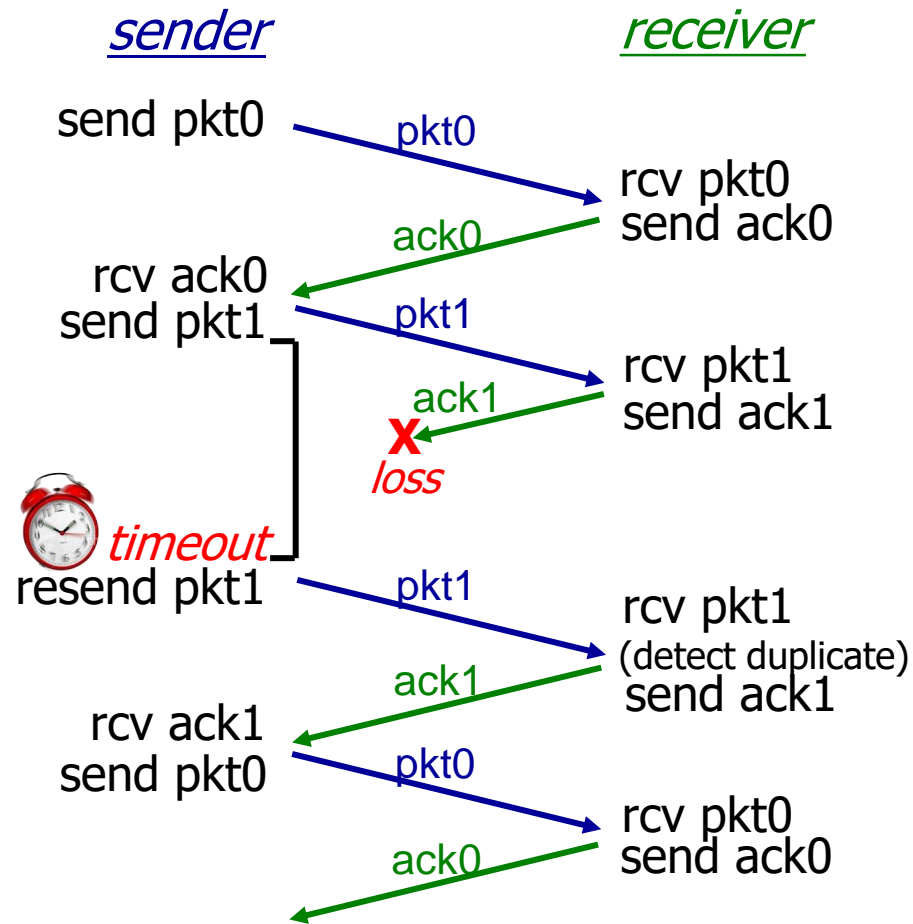 sender
receiver
send pkt0
pkt0
rcv pkt0
send ack0
ack0
rcv ack0
send pkt1
pkt1
rcv pkt1
send ack1
ack1
X
loss
timeout
resend pkt1
pkt1
rcv pkt1
(detect duplicate)
send ack1
ack1
rcv ack1
send pkt0
pkt0
rcv pkt0
send ack0
ack0